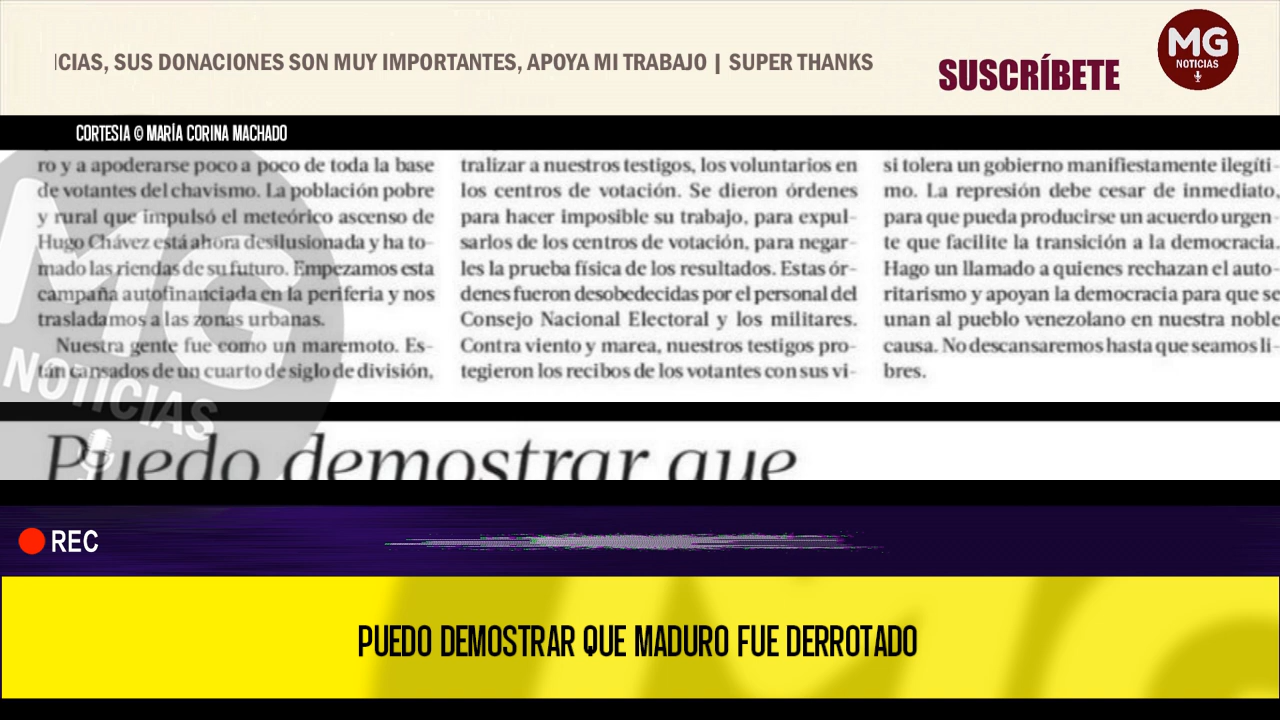 ICIAS, SUS DONACIONES SON MUY IMPORTANTES, APOYA MI TRABAJO | SUPER THANKS
SUSCRÍBETE
MG
NOTICIAS
CORTESIA © MARÍA CORINA MACHADO
ro y a apoderarse poco a poco de toda la base
de votantes del chavismo. La población pobre
y rural que impulsó el meteórico ascenso de
Hugo Chávez está ahora desilusionada y ha to-
mado las riendas de su futuro. Empezamos esta
campaña autofinanciada en la periferia y nos
trasladamos a las zonas urbanas.
Nuestra gente fue como un maremoto. Es-
tán cansados de un cuarto de siglo de división,
tralizar a nuestros testigos, los voluntarios en
los centros de votación. Se dieron órdenes
para hacer imposible su trabajo, para expul-
sarlos de los centros de votación, para negar-
les la prueba física de los resultados. Estas ór-
denes fueron desobedecidas por el personal del
Consejo Nacional Electoral y los militares.
Contra viento y marea, nuestros testigos pro-
tegieron los recibos de los votantes con sus vi-
si tolera un gobierno manifiestamente ilegíti-
mo. La represión debe cesar de inmediato,
para que pueda producirse un acuerdo urgen-
te que facilite la transición a la democracia.
Hago un llamado a quienes rechazan el auto-
ritarismo y apoyan la democracia para que se
unan al pueblo venezolano en nuestra noble
causa. No descansaremos hasta que seamos li-
bres.
MG
NOTICIAS
Puedo demostrar que
REC
PUEDO DEMOSTRAR QUE MADURO FUE DERROTADO